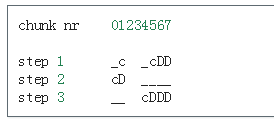 chunk nr    01234567

step 1      _c  _cDD
step 2      cD  ____
step 3      __  cDDD